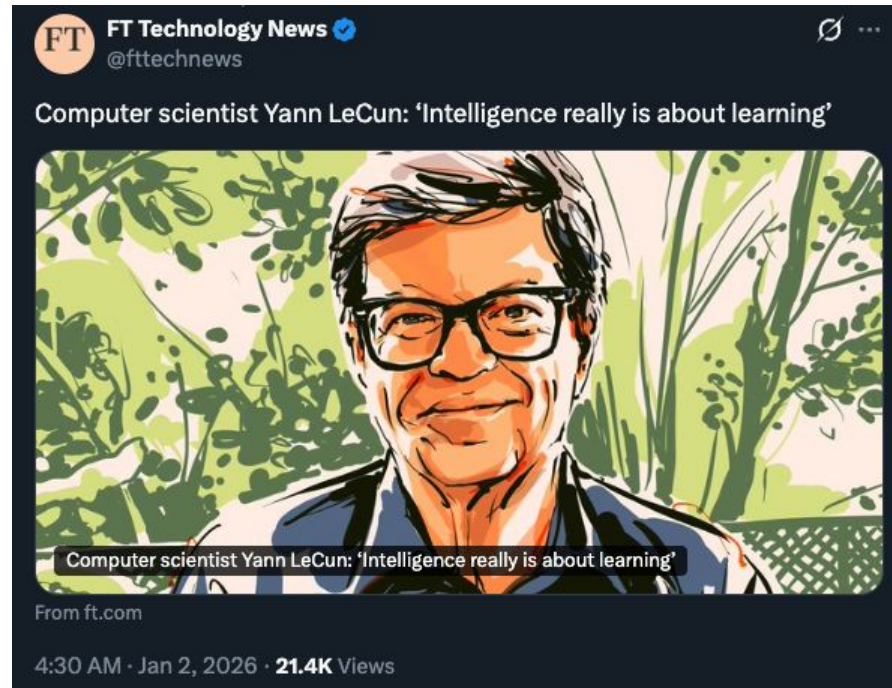 FT
FT Technology News
@fttechnews
Computer scientist Yann LeCun: ‘Intelligence really is about learning’
Computer scientist Yann LeCun: ‘Intelligence really is about learning’
From ft.com
4:30 AM · Jan 2, 2026 · 21.4K Views